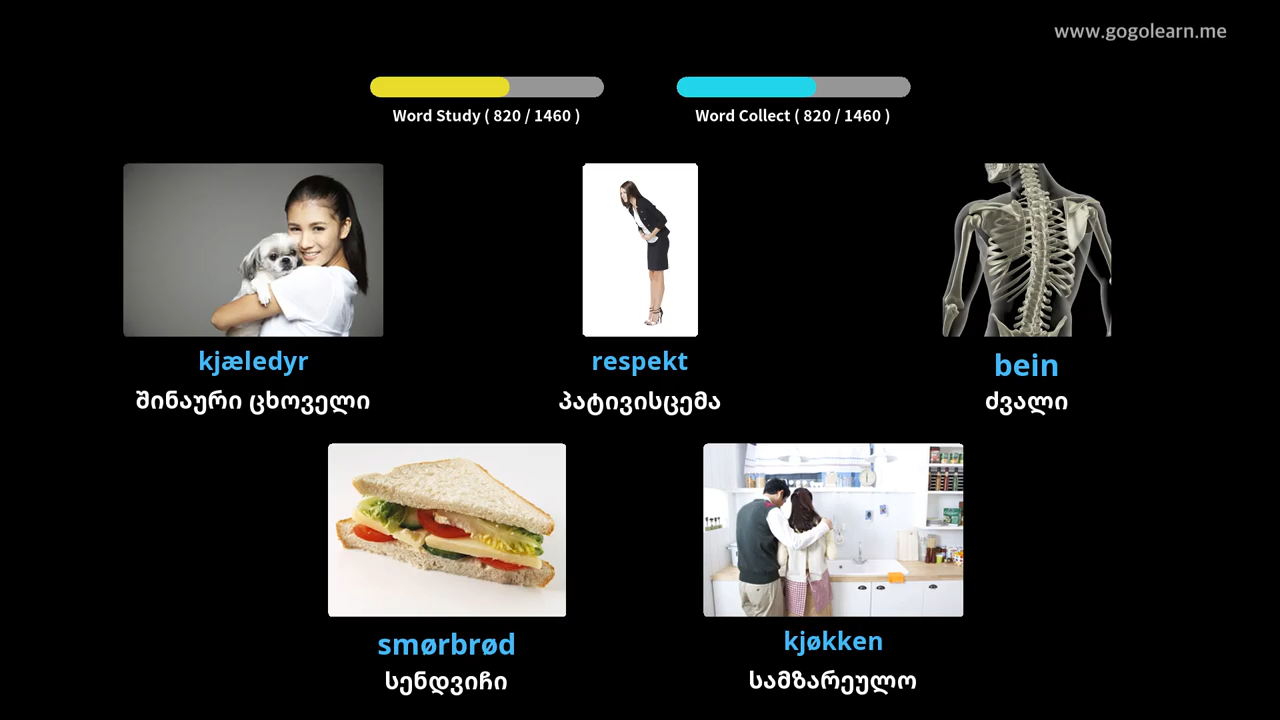 www.gogolearn.me
Word Study ( 820 / 1460 )
Word Collect ( 820 / 1460 )
kjæledyr
შინაური ცხოველი
respekt
პატივისცემა
bein
ძვალი
smørbrød
სენდვიჩი
kjøkken
სამზარეულო